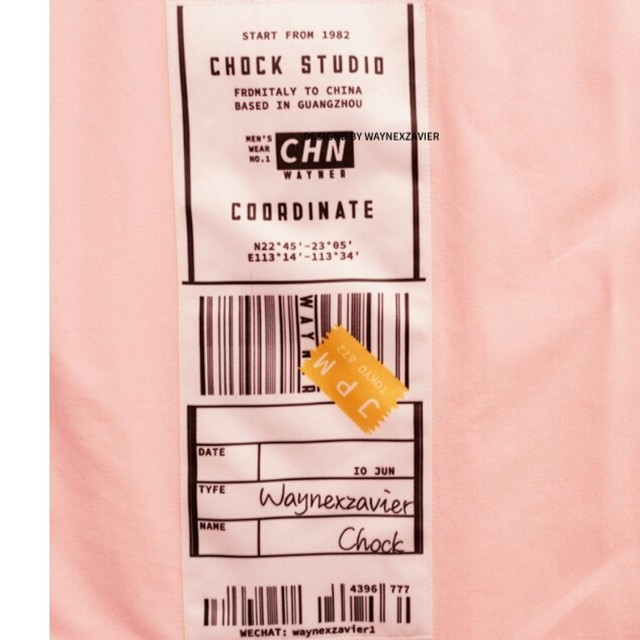 START FROM 1982
CHOCK STUDIO
FRDMITALY TO CHINA
BASED IN GUANGZHOU
DESIGND BY WAYNEXZAVIER
MEN'S
WEAR
NO.1
CHN
WAYNER
COORDINATE
N22°45'-23°05'
E113°14'-113°34'
WAYNER
TOKYO 872
JPM
DATE
IO JUN
TYFE
Waynexzavier
NAME
Chock
4396 777
WECHAT: waynexzavier1